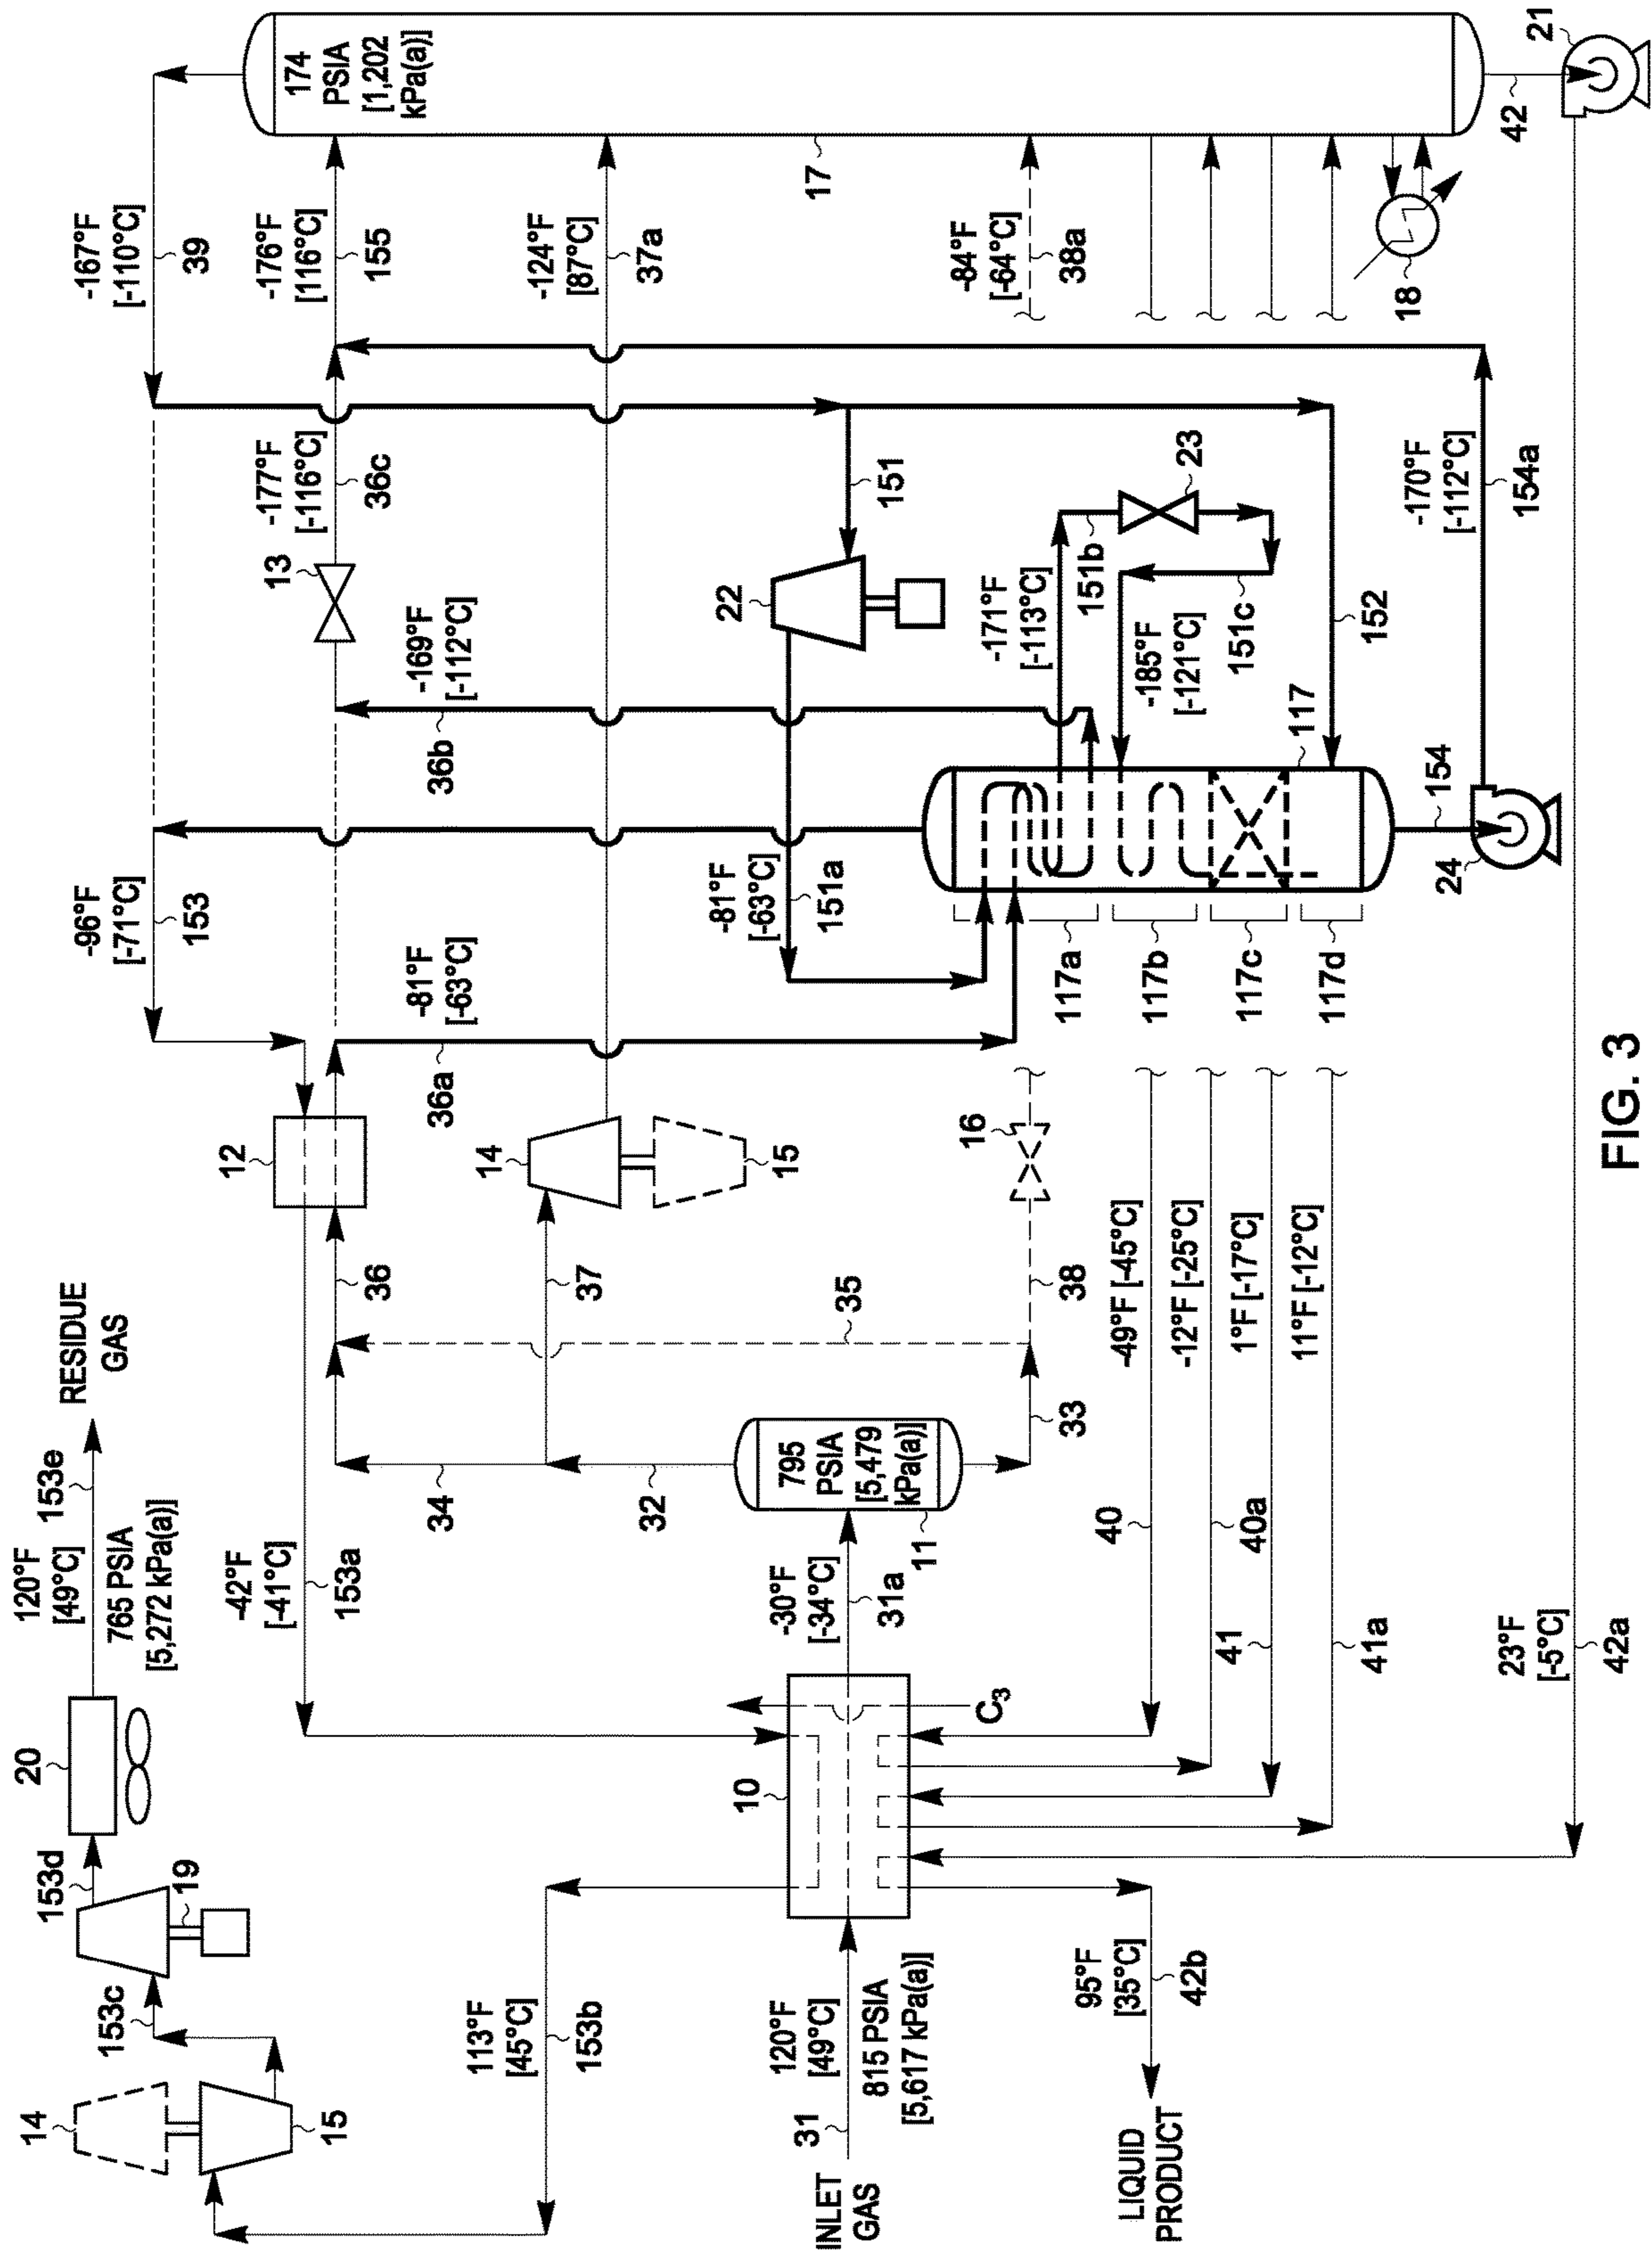 RESIDUE
GAS
153e
120°F
[49°C]
765 PSIA
[5,272 kPa(a)]
20
153d
19
153c
14
15
113°F
[45°C]
153b
-42°F
[-41°C]
153a
INLET
GAS
31
120°F
[49°C]
815 PSIA
[5,617 kPa(a)]
10
C3
-30°F
[-34°C]
31a
11
795
PSIA
[5,479
kPa(a)]
32
34
33
35
36
37
38
12
14
15
16
-96°F
[-71°C]
153
-81°F
[-63°C]
36a
-81°F
[-63°C]
151a
-169°F
[-112°C]
36b
13
-177°F
[-116°C]
36c
22
151
-171°F
[-113°C]
151b
23
-185°F
[-121°C]
151c
152
117
117a
117b
117c
117d
154
24
-170°F
[-112°C]
154a
-167°F
[-110°C]
39
-176°F
[116°C]
155
-124°F
[87°C]
37a
-84°F
[-64°C]
38a
174
PSIA
[1,202
kPa(a)]
17
18
42
21
40
-49°F [-45°C]
40a
-12°F [-25°C]
41
1°F [-17°C]
41a
11°F [-12°C]
23°F
[-5°C]
42a
95°F
[35°C]
42b
LIQUID
PRODUCT
FIG. 3